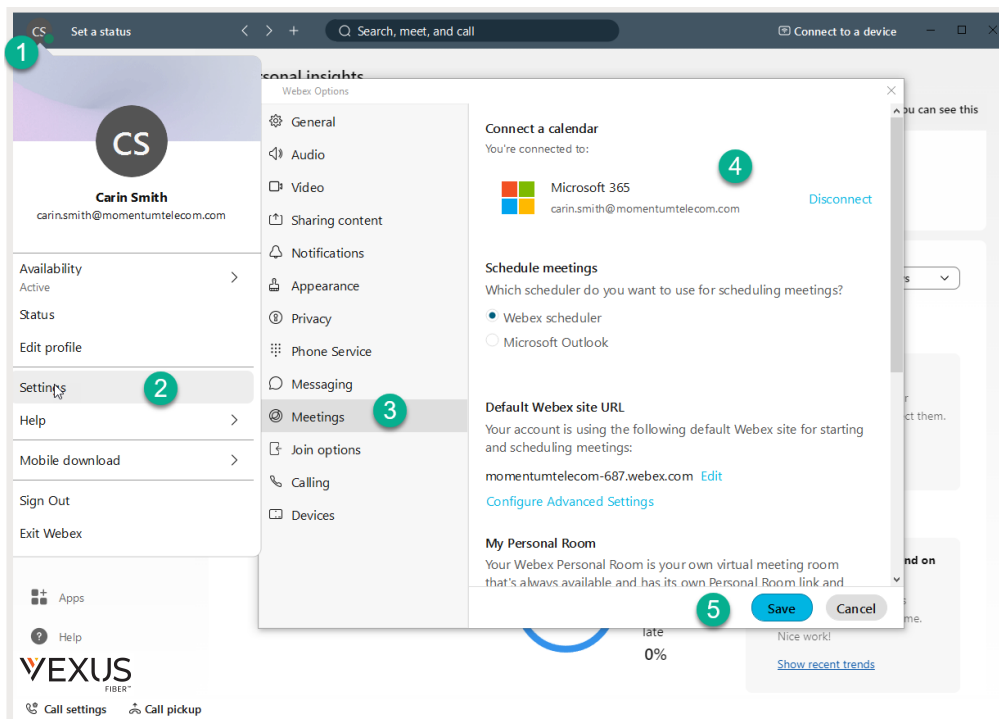 CS
Set a status
Search, meet, and call
Connect to a device
1
sonal insights
ou can see this
CS
Carin Smith
carin.smith@momentumtelecom.com
Availability
Active
Status
Edit profile
Settings
2
Help
Mobile download
Sign Out
Exit Webex
Apps
Help
VEXUS
FIBER™
Call settings
Call pickup
Webex Options
General
Audio
Video
Sharing content
Notifications
Appearance
Privacy
Phone Service
Messaging
Meetings
3
Join options
Calling
Devices
Connect a calendar
You're connected to:
4
Microsoft 365
carin.smith@momentumtelecom.com
Disconnect
Schedule meetings
Which scheduler do you want to use for scheduling meetings?
Webex scheduler
Microsoft Outlook
Default Webex site URL
Your account is using the following default Webex site for starting
and scheduling meetings:
momentumtelecom-687.webex.com Edit
Configure Advanced Settings
My Personal Room
Your Webex Personal Room is your own virtual meeting room
that's always available and has its own Personal Room link and
5
Save
Cancel
ct them.
nd on
me.
late
0%
Nice work!
Show recent trends